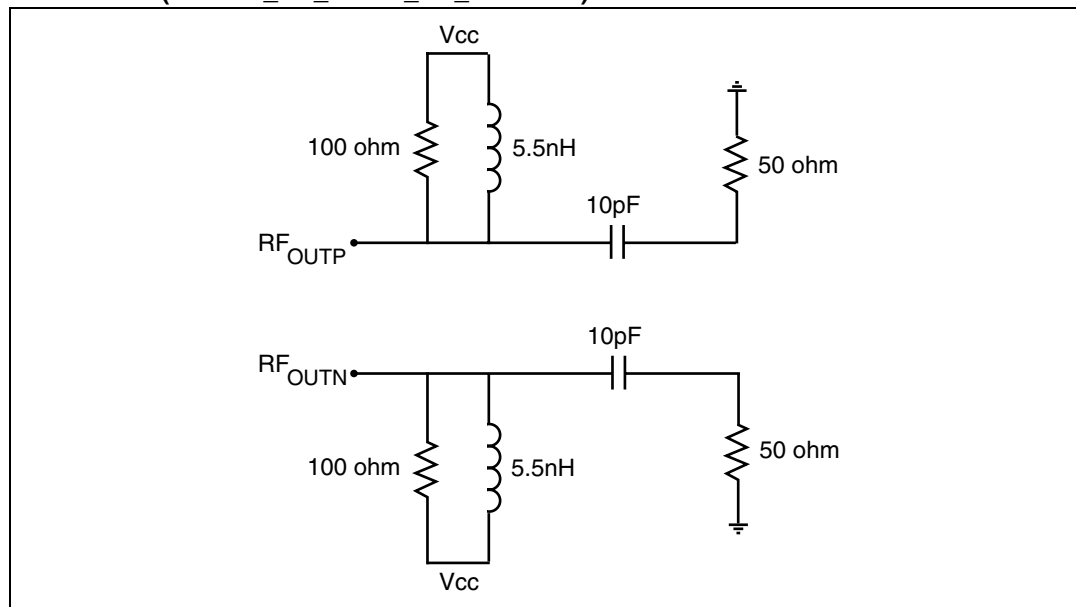 Vcc
100 ohm
5.5nH
50 ohm
10pF
RFOUTP
10pF
RFOUTN
100 ohm
5.5nH
50 ohm
Vcc